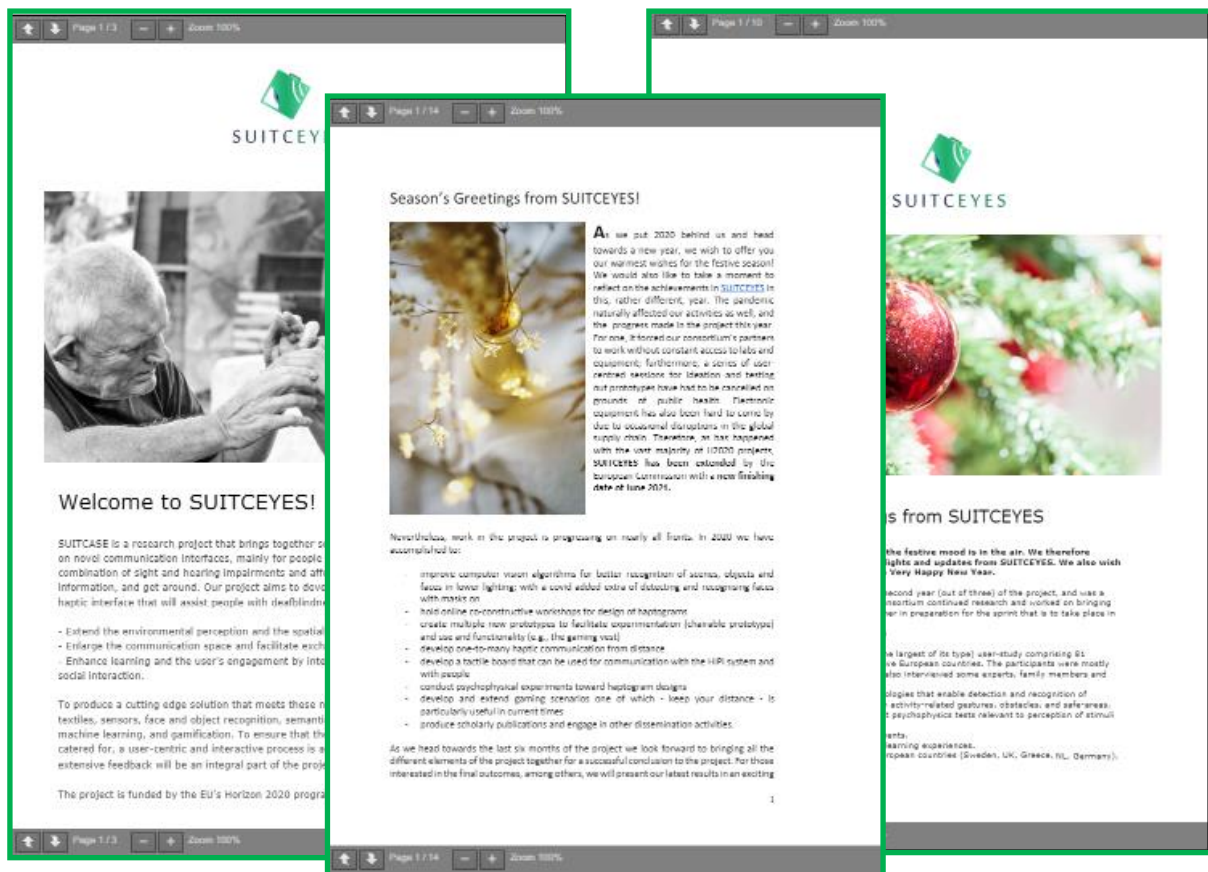 Page 1 / 3 Zoom 100%
SUITCEY
Welcome to SUITCEYES!
SUITCASE is a research project that brings together s
on novel communication interfaces, mainly for people
combination of sight and hearing impairments and aff
information, and get around. Our project aims to deve
haptic interface that will assist people with deafblindne
- Extend the environmental perception and the spatial
- Enlarge the communication space and facilitate exch
- Enhance learning and the user's engagement by inte
social interaction.
To produce a cutting edge solution that meets these n
textiles, sensors, face and object recognition, semanti
machine learning, and gamification. To ensure that the
catered for, a user-centric and interactive process is a
extensive feedback will be an integral part of the proje
The project is funded by the EU's Horizon 2020 progra
Page 1 / 3 Zoom 100%
Page 1 / 14 Zoom 100%
Season's Greetings from SUITCEYES!
As we put 2020 behind us and head
towards a new year, we wish to offer you
our warmest wishes for the festive season!
We would also like to take a moment to
reflect on the achievements in SUITCEYES in
this, rather different, year. The pandemic
naturally affected our activities as well, and
the progress made in the project this year.
For one, it forced our consortium's partners
to work without constant access to labs and
equipment; furthermore, a series of user-
centred sessions for ideation and testing
out prototypes have had to be cancelled on
grounds of public health. Electronic
equipment has also been hard to come by
due to occasional disruptions in the global
supply chain. Therefore, as has happened
with the vast majority of H2020 projects,
SUITCEYES has been extended by the
European Commission with a new finishing
date of June 2021.
Nevertheless, work in the project is progressing on nearly all fronts. In 2020 we have
accomplished to:
- improve computer vision algorithms for better recognition of scenes, objects and
faces in lower lighting; with a covid added extra of detecting and recognising faces
with masks on
- hold online co-constructive workshops for design of haptograms
- create multiple new prototypes to facilitate experimentation (chairable prototype)
and use and functionality (e.g., the gaming vest)
- develop one-to-many haptic communication from distance
- develop a tactile board that can be used for communication with the HIPI system and
with people
- conduct psychophysical experiments toward haptogram designs
- develop and extend gaming scenarios one of which - keep your distance - is
particularly useful in current times
- produce scholarly publications and engage in other dissemination activities.
As we head towards the last six months of the project we look forward to bringing all the
different elements of the project together for a successful conclusion to the project. For those
interested in the final outcomes, among others, we will present our latest results in an exciting
1
Page 1 / 14 Zoom 100%
Page 1 / 10 Zoom 100%
SUITCEYES
gs from SUITCEYES
the festive mood is in the air. We therefore
lights and updates from SUITCEYES. We also wish
Very Happy New Year.
second year (out of three) of the project, and was a
nsortium continued research and worked on bringing
er in preparation for the sprint that is to take place in
he largest of its type) user-study comprising 81
ve European countries. The participants were mostly
also interviewed some experts, family members and
ologies that enable detection and recognition of
activity-related gestures, obstacles, and safe-areas.
t psychophysics tests relevant to perception of stimuli
ents.
earning experiences.
ropean countries (Sweden, UK, Greece, NL, Germany).